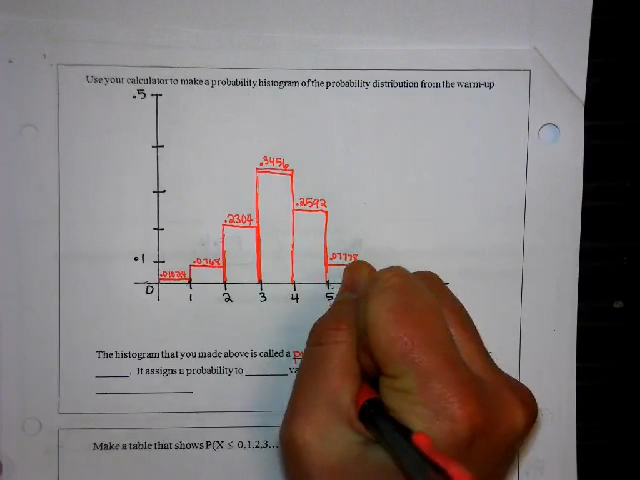 Use your calculator to make a probability histogram of the probability distribution from the warm-up
.5
.3456
.2592
.2304
.0768
.07778
.01024
.1
0 1 2 3 4 5
The histogram that you made above is called a
. It assigns a probability to
Make a table that shows P(X ≤ 0,1,2,3...